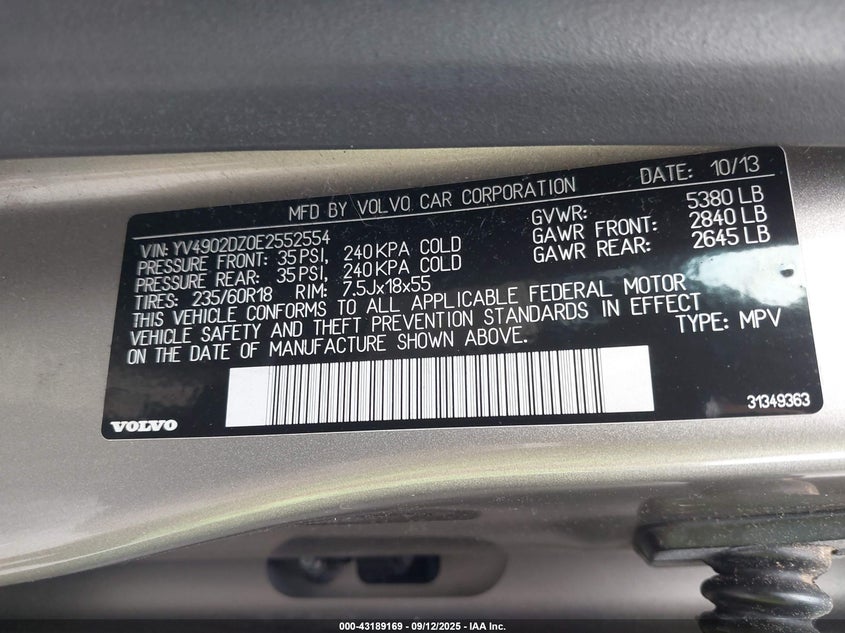 MFD BY VOLVO CAR CORPORATION DATE: 10/13
VIN: YV4902DZ0E2552554 GVWR: 5380 LB
PRESSURE FRONT: 35 PSI, 240 KPA COLD GAWR FRONT: 2840 LB
PRESSURE REAR: 35 PSI, 240 KPA COLD GAWR REAR: 2645 LB
TIRES: 235/60R18 RIM: 7.5Jx18x55
THIS VEHICLE CONFORMS TO ALL APPLICABLE FEDERAL MOTOR
VEHICLE SAFETY AND THEFT PREVENTION STANDARDS IN EFFECT
ON THE DATE OF MANUFACTURE SHOWN ABOVE. TYPE: MPV
31349363
VOLVO
000-43189169 - 09/12/2025 - IAA Inc.